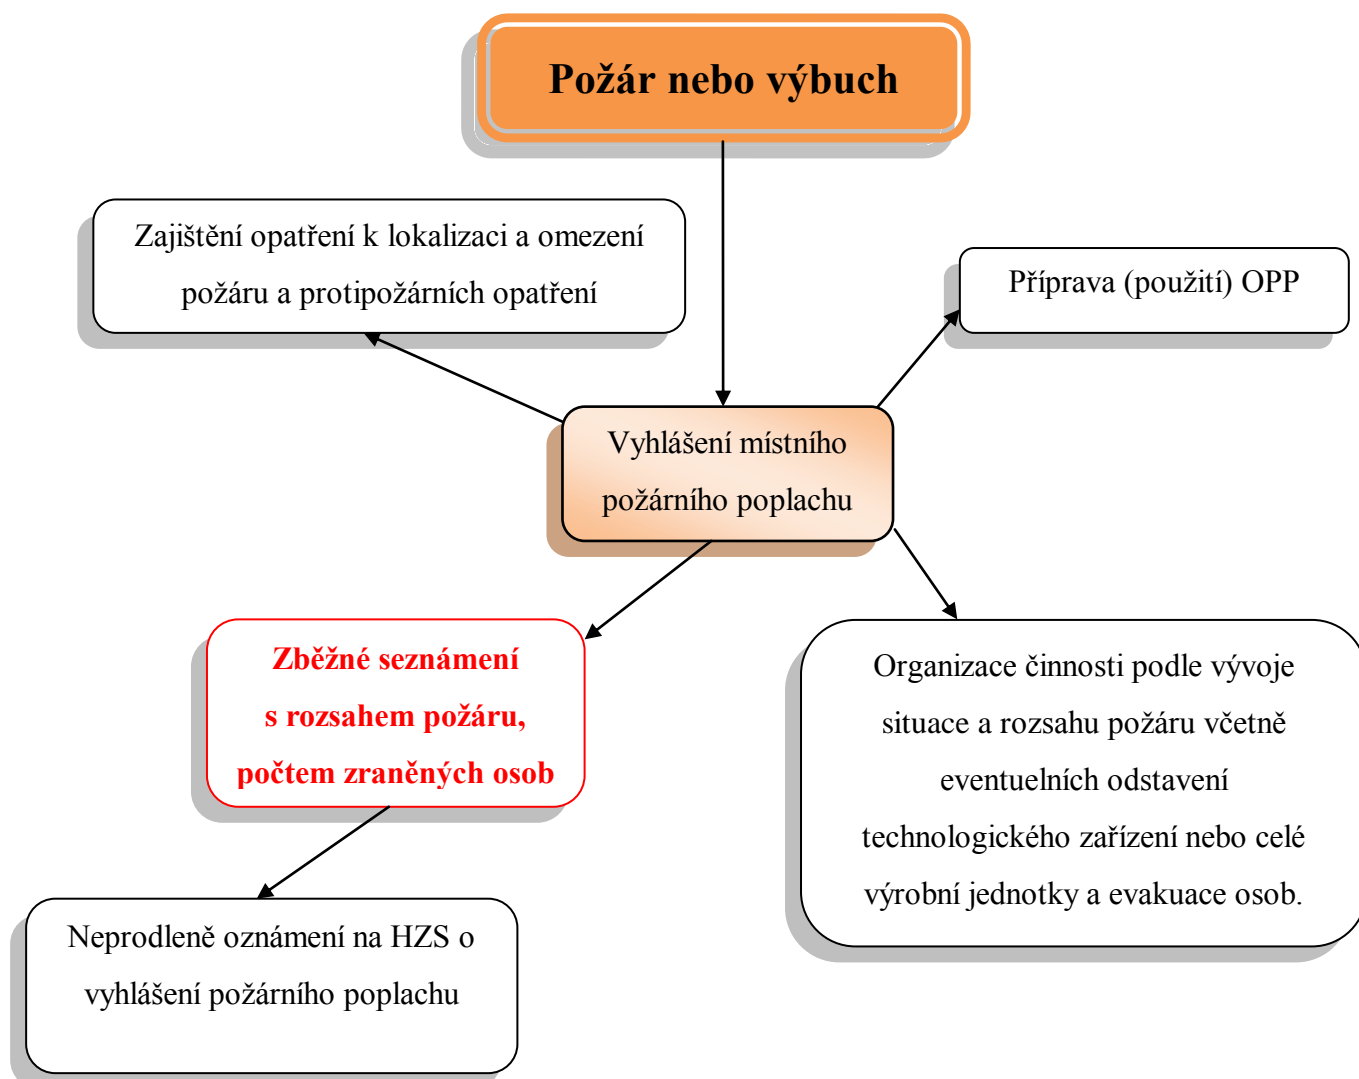 Požár nebo výbuch
Zajištění opatření k lokalizaci a omezení
požáru a protipožárních opatření
Příprava (použití) OPP
Vyhlášení místního
požárního poplachu
Zběžné seznámení
s rozsahem požáru,
počtem zraněných osob
Organizace činnosti podle vývoje
situace a rozsahu požáru včetně
eventuelních odstavení
technologického zařízení nebo celé
výrobní jednotky a evakuace osob.
Neprodleně oznámení na HZS o
vyhlášení požárního poplachu